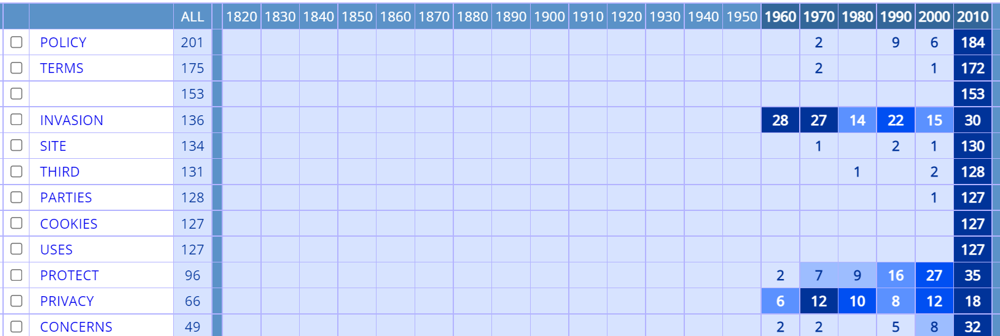 ALL 1820 1830 1840 1850 1860 1870 1880 1890 1900 1910 1920 1930 1940 1950 1960 1970 1980 1990 2000 2010
POLICY 201 2 9 6 184
TERMS 175 2 1 172
153 153
INVASION 136 28 27 14 22 15 30
SITE 134 1 2 1 130
THIRD 131 1 2 128
PARTIES 128 1 127
COOKIES 127 127
USES 127 127
PROTECT 96 2 7 9 16 27 35
PRIVACY 66 6 12 10 8 12 18
CONCERNS 49 2 2 5 8 32